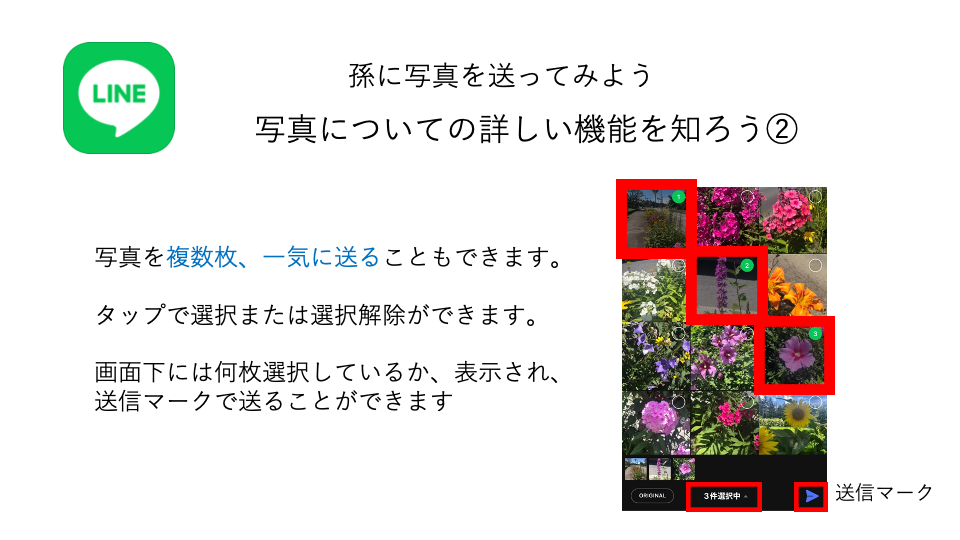 LINE
孫に写真を送ってみよう
写真についての詳しい機能を知ろう②
写真を複数枚、一気に送ることもできます。
タップで選択または選択解除ができます。
画面下には何枚選択しているか、表示され、
送信マークで送ることができます
1
2
3
ORIGINAL
3件選択中
送信マーク